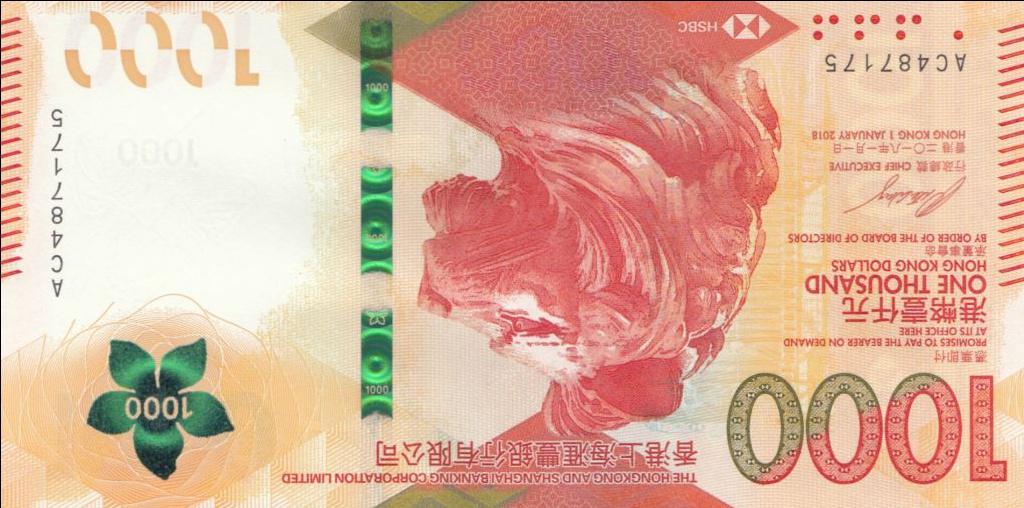 THE HONGKONG AND SHANGHAI BANKING CORPORATION LIMITED
香港上海滙豐銀行有限公司
1000
憑票即付
PROMISES TO PAY THE BEARER ON DEMAND
AT ITS OFFICE HERE
港幣壹仟元
ONE THOUSAND
HONG KONG DOLLARS
承董事會命
BY ORDER OF THE BOARD OF DIRECTORS
行政總裁 CHIEF EXECUTIVE
香港 二〇一八年一月一日
HONG KONG 1 JANUARY 2018
AC487175
HSBC
1000
1000
1000
1000
AC487175
1000
1000